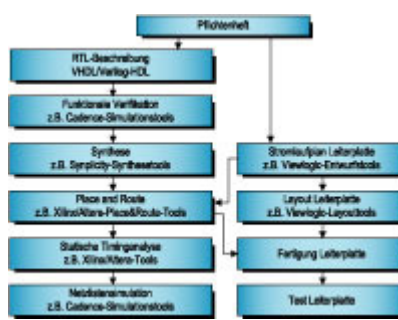 Pflichtenheft
RTL-Beschreibung
VHDL/Verilog-HDL
Funktionale Verifikation
z.B. Cadence-Simulationstools
Synthese
z.B. Synplicity-Synthesetools
Stromlaufplan Leiterplatte
z.B. Viewlogic-Entwurfstools
Place and Route
z.B. Xilinx/Altera-Place&Route-Tools
Layout Leiterplatte
z.B. Viewlogic-Layouttools
Statische Timinganalyse
z.B. Xilinx/Altera-Tools
Fertigung Leiterplatte
Netzlistensimulation
z.B. Cadence-Simulationstools
Test Leiterplatte